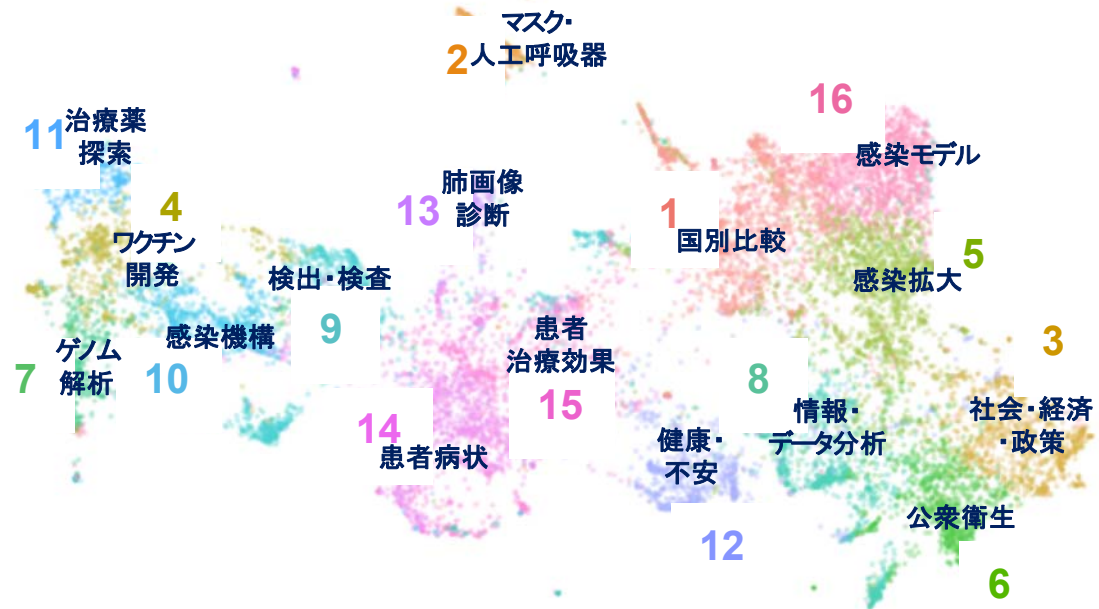 マスク・
2 人工呼吸器
16
11 治療薬
探索
感染モデル
肺画像
13 診断
4
1
ワクチン
開発
国別比較
5
検出・検査
感染拡大
9
感染機構
患者
治療効果
3
ゲノム
7 解析
10
8
15
14
患者病状
情報・
データ分析
社会・経済
・政策
健康・
不安
公衆衛生
12
6